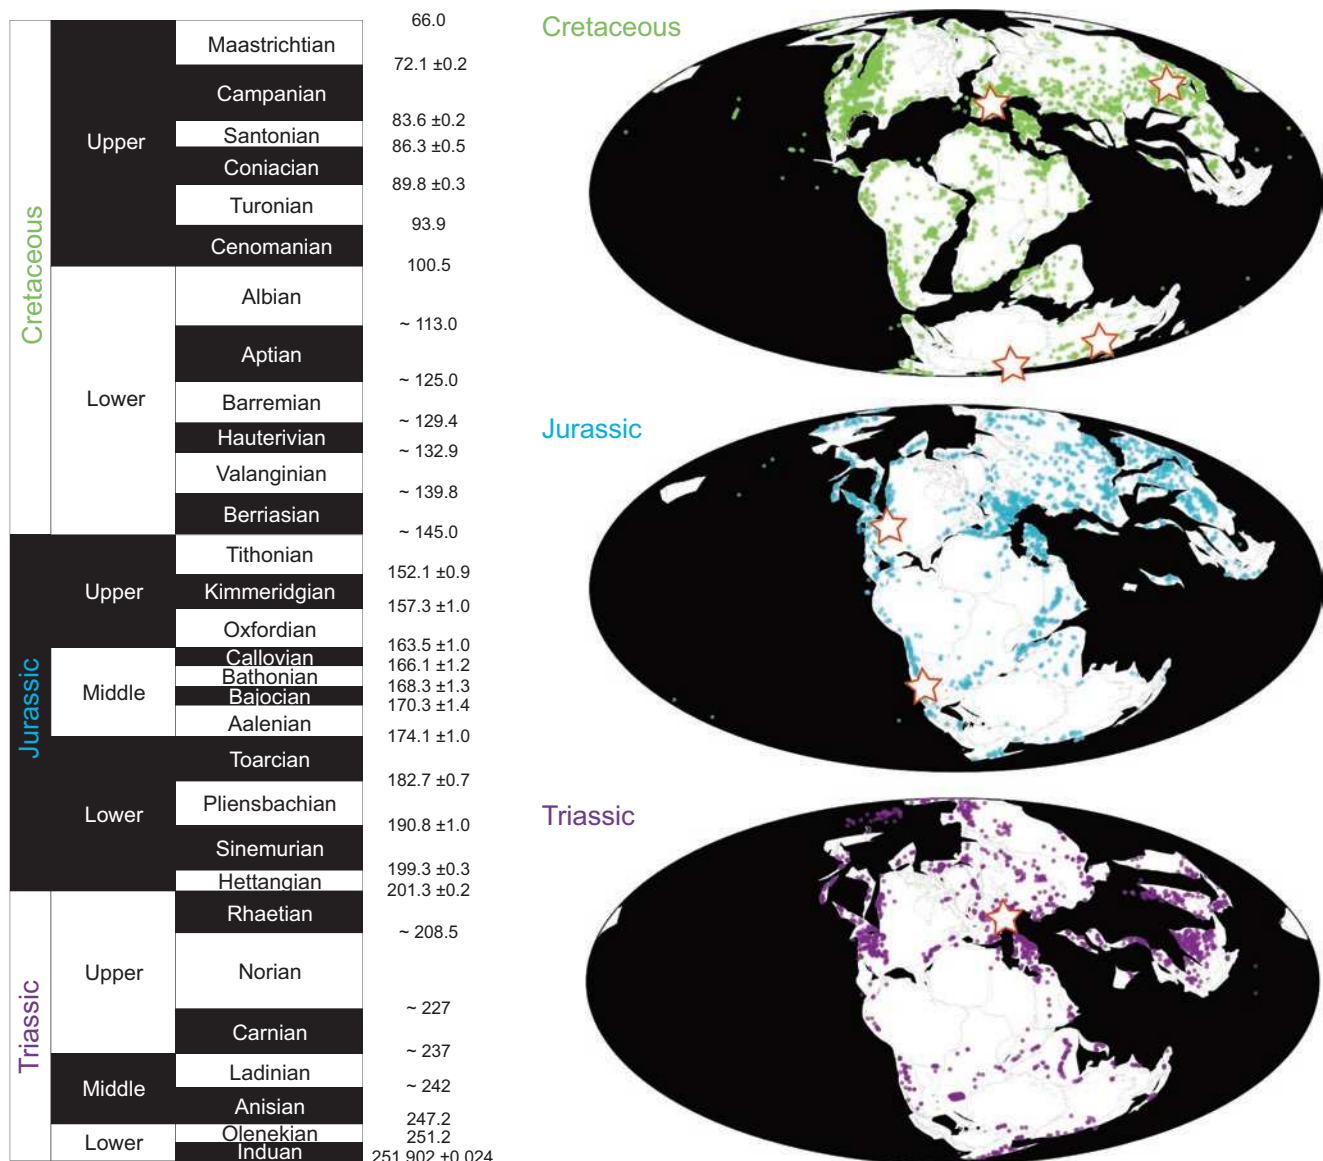 Cretaceous
Upper
Maastrichtian
Campanian
Santonian
Coniacian
Turonian
Cenomanian
Lower
Albian
Aptian
Barremian
Hauterivian
Valanginian
Berriasian
Jurassic
Upper
Tithonian
Kimmeridgian
Oxfordian
Middle
Callovian
Bathonian
Bajocian
Aalenian
Lower
Toarcian
Pliensbachian
Sinemurian
Hettangian
Triassic
Upper
Rhaetian
Norian
Carnian
Middle
Ladinian
Anisian
Lower
Olenekian
Induan
66.0
72.1 ±0.2
83.6 ±0.2
86.3 ±0.5
89.8 ±0.3
93.9
100.5
~ 113.0
~ 125.0
~ 129.4
~ 132.9
~ 139.8
~ 145.0
152.1 ±0.9
157.3 ±1.0
163.5 ±1.0
166.1 ±1.2
168.3 ±1.3
170.3 ±1.4
174.1 ±1.0
182.7 ±0.7
190.8 ±1.0
199.3 ±0.3
201.3 ±0.2
~ 208.5
~ 227
~ 237
~ 242
247.2
251.2
251.902 ±0.024
Cretaceous
Jurassic
Triassic